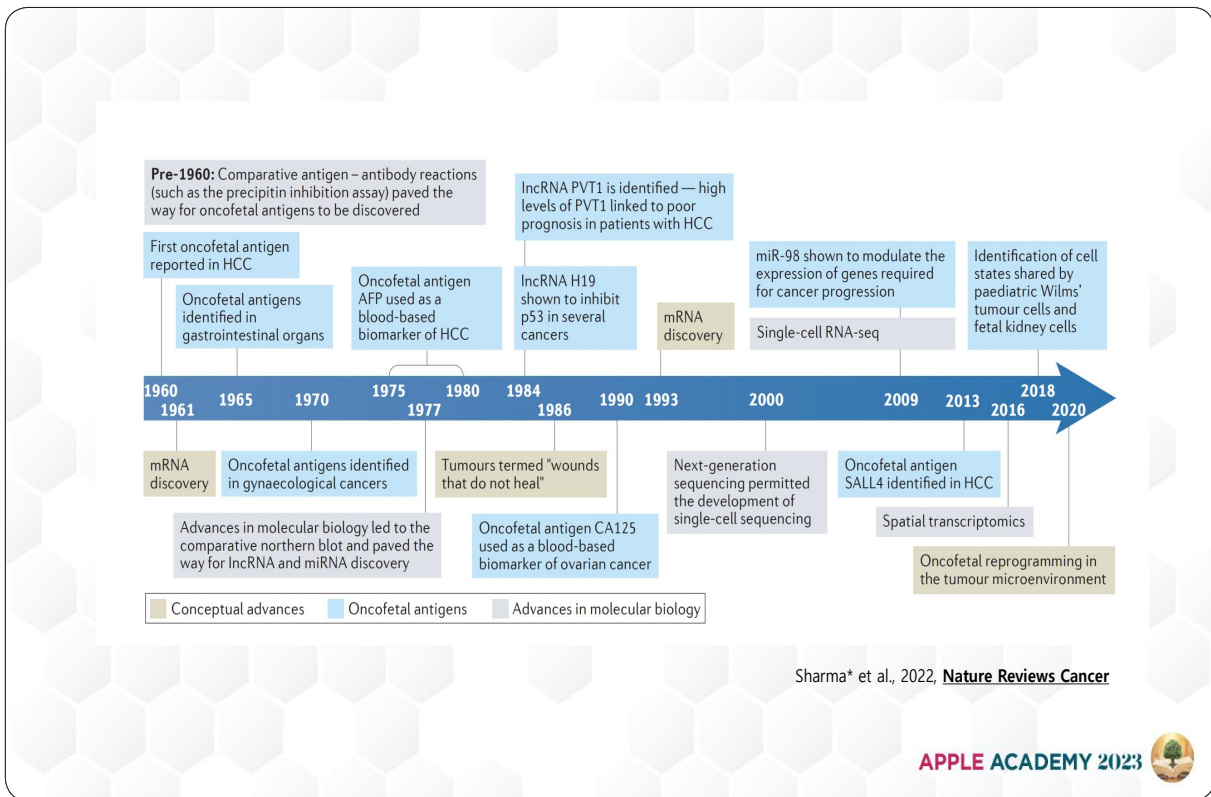 Pre-1960: Comparative antigen – antibody reactions
(such as the precipitin inhibition assay) paved the
way for oncofetal antigens to be discovered
First oncofetal antigen
reported in HCC
Oncofetal antigens
identified in
gastrointestinal organs
Oncofetal antigen
AFP used as a
blood-based
biomarker of HCC
lncRNA PVT1 is identified — high
levels of PVT1 linked to poor
prognosis in patients with HCC
lncRNA H19
shown to inhibit
p53 in several
cancers
mRNA
discovery
miR-98 shown to modulate the
expression of genes required
for cancer progression
Single-cell RNA-seq
Identification of cell
states shared by
paediatric Wilms'
tumour cells and
fetal kidney cells
1960 1961 1965 1970 1975 1977 1980 1984 1986 1990 1993 2000 2009 2013 2016 2018 2020
mRNA
discovery
Oncofetal antigens identified
in gynaecological cancers
Advances in molecular biology led to the
comparative northern blot and paved the
way for lncRNA and miRNA discovery
Tumours termed "wounds
that do not heal"
Oncofetal antigen CA125
used as a blood-based
biomarker of ovarian cancer
Next-generation
sequencing permitted
the development of
single-cell sequencing
Oncofetal antigen
SALL4 identified in HCC
Spatial transcriptomics
Oncofetal reprogramming in
the tumour microenvironment
Conceptual advances Oncofetal antigens Advances in molecular biology
Sharma* et al., 2022, Nature Reviews Cancer
APPLE ACADEMY 2023